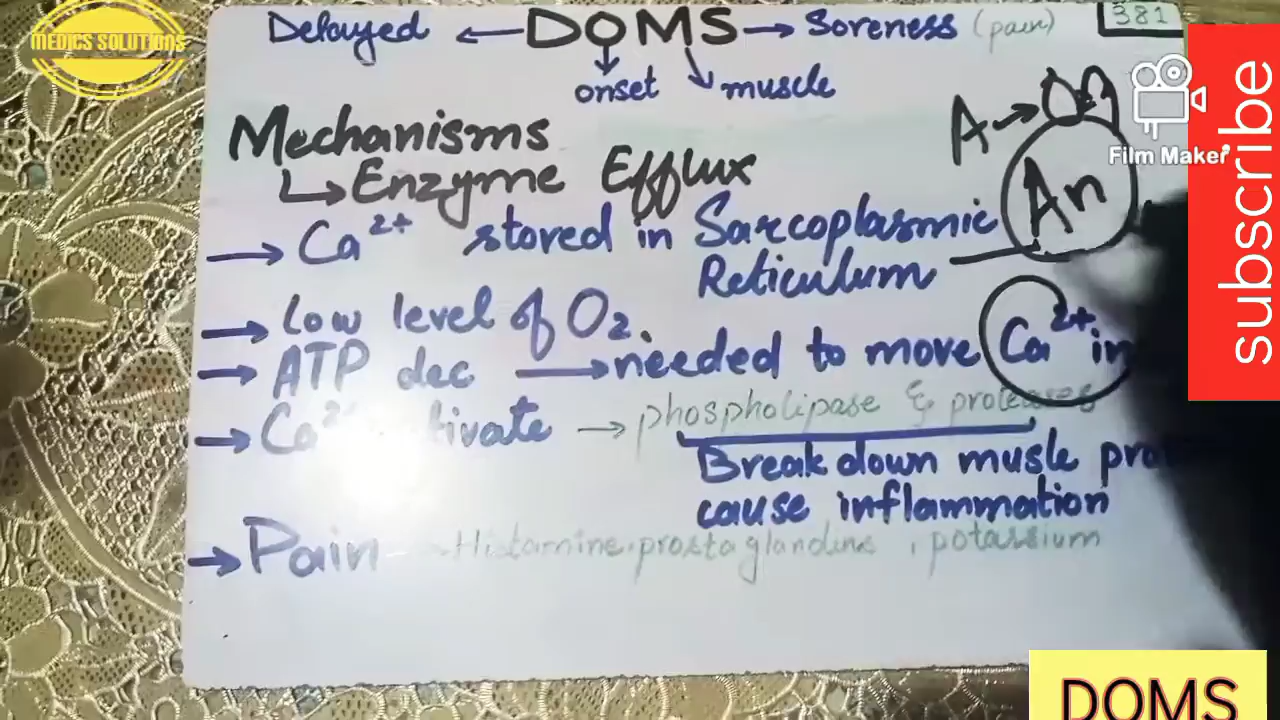 MEDICS SOLUTIONS
Delayed ← DOMS → Soreness (pain)
381
onset muscle
A →
Mechanisms
↳ Enzyme Efflux
An
→ Ca2+ stored in Sarcoplasmic
Reticulum
→ Low level of O2
→ ATP dec → needed to move Ca2+ in
→ Ca → phospholipase & proteases
Break down musle
cause inflammation
→ Pain Histamine, prostaglandins, potassium
Film Maker
subscribe
DOMS